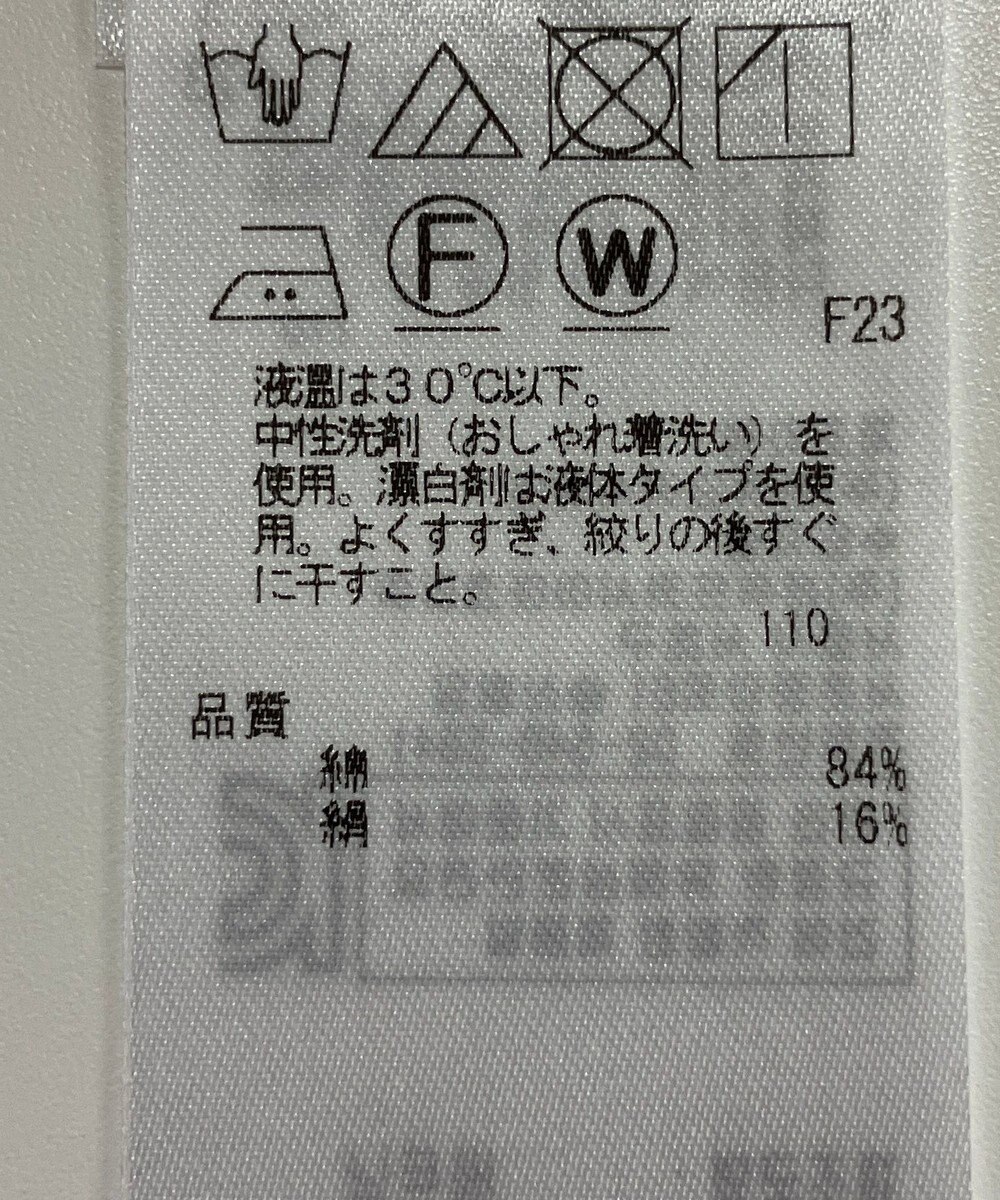 F
W
F23
液温は30℃以下。
中性洗剤（おしゃれ着洗い）を
使用。漂白剤は液体タイプを使
用。よくすすぎ、絞りの後すぐ
に干すこと。
110
品質
綿 84%
絹 16%